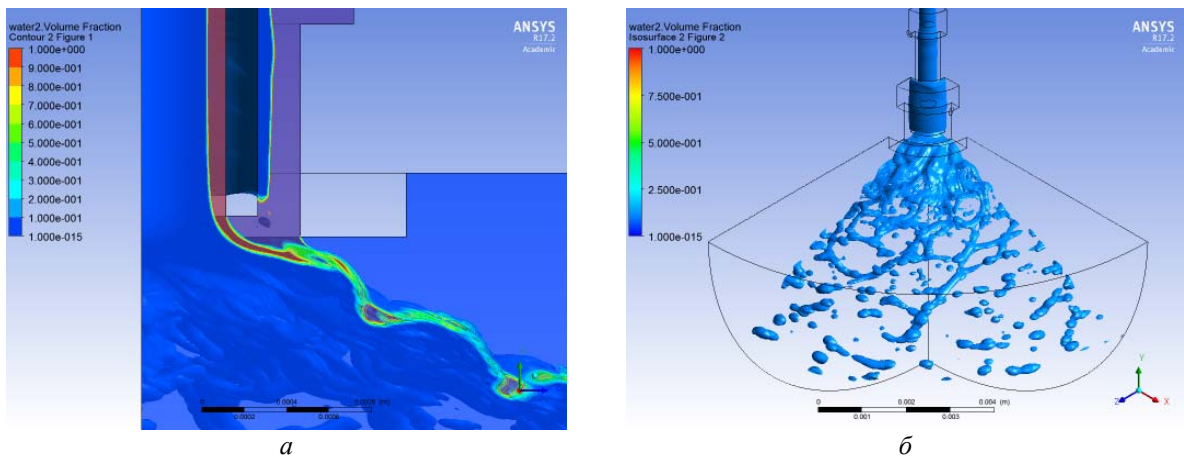 water2.Volume Fraction
Contour 2 Figure 1
1.000e+000
9.000e-001
8.000e-001
7.000e-001
6.000e-001
5.000e-001
4.000e-001
3.000e-001
2.000e-001
1.000e-001
1.000e-015
ANSYS
R17.2
Academic
0 0.0004 0.0008 (m)
0.0002 0.0006
а
water2.Volume Fraction
Isosurface 2 Figure 2
1.000e+000
7.500e-001
5.000e-001
2.500e-001
1.000e-015
ANSYS
R17.2
Academic
0 0.002 0.004 (m)
0.001 0.003
Y
Z
X
б